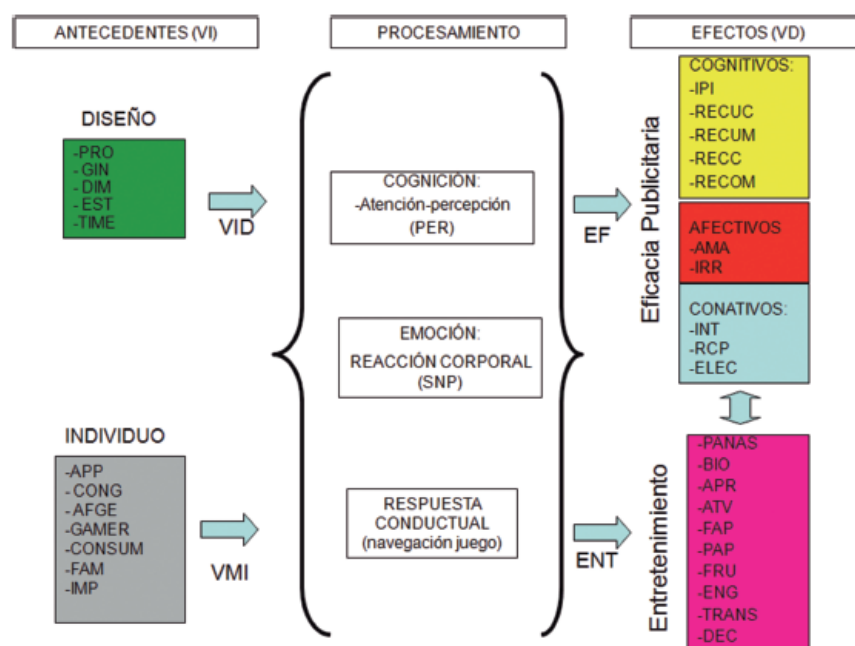 ANTECEDENTES (VI)
PROCESAMIENTO
EFECTOS (VD)
DISEÑO
-PRO
- GIN
- DIM
- EST
-TIME
VID
INDIVIDUO
-APP
- CONG
- AFGE
-GAMER
-CONSUM
-FAM
-IMP
VMI
COGNICIÓN:
-Atención-percepción
(PER)
EMOCIÓN:
REACCIÓN CORPORAL
(SNP)
RESPUESTA
CONDUCTUAL
(navegación juego)
EF
ENT
Eficacia Publicitaria
COGNITIVOS:
-IPI
-RECUC
-RECUM
-RECC
-RECOM
AFECTIVOS
-AMA
-IRR
CONATIVOS:
-INT
-RCP
-ELEC
Entretenimiento
-PANAS
-BIO
-APR
-ATV
-FAP
-PAP
-FRU
-ENG
-TRANS
-DEC